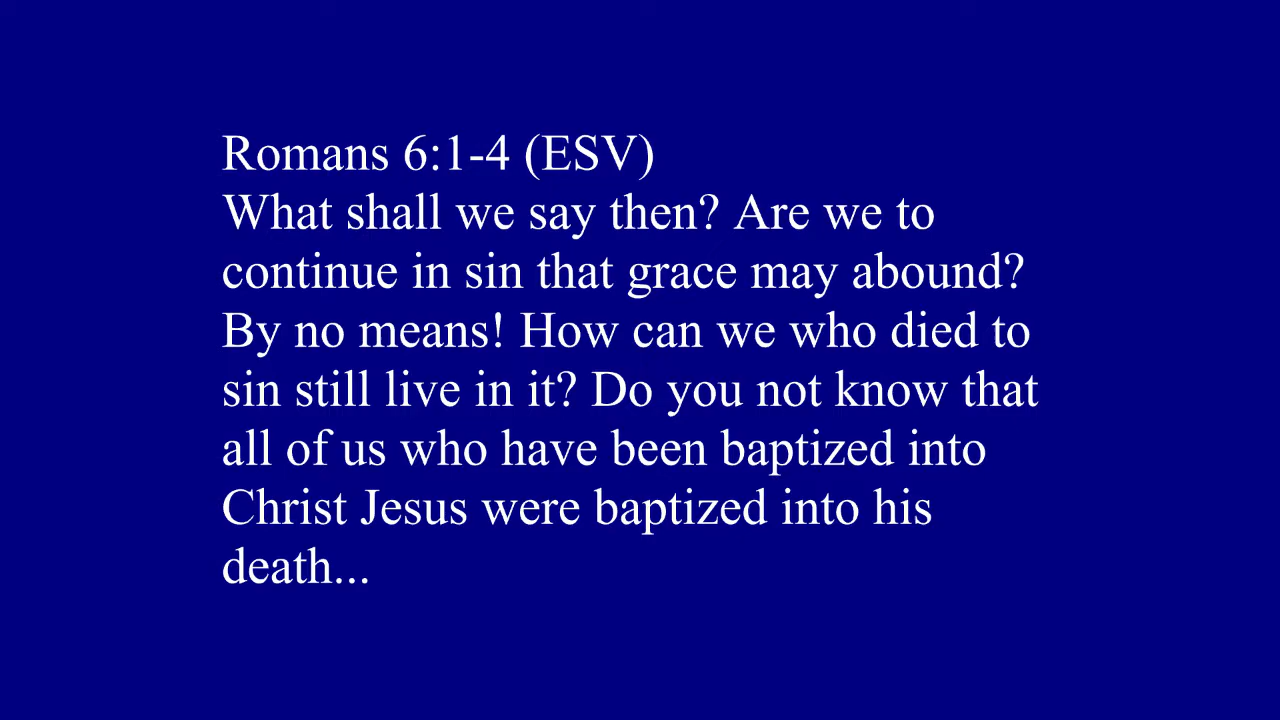 Romans 6:1-4 (ESV)
What shall we say then? Are we to
continue in sin that grace may abound?
By no means! How can we who died to
sin still live in it? Do you not know that
all of us who have been baptized into
Christ Jesus were baptized into his
death...